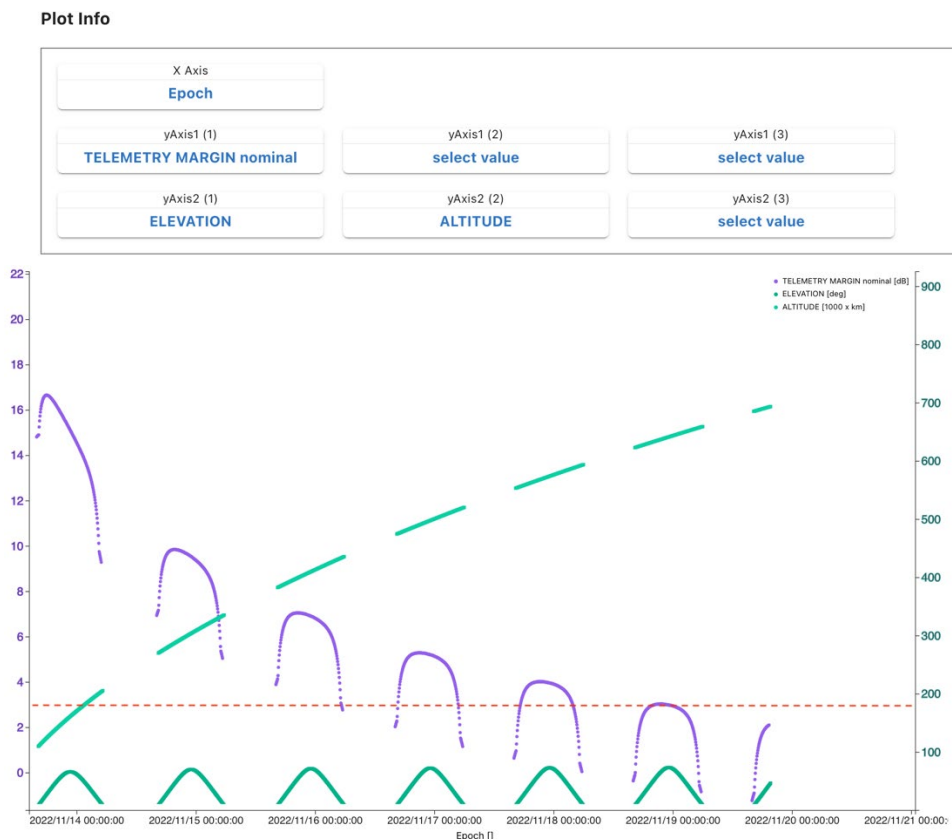 Plot Info
X Axis
Epoch
yAxis1 (1)
TELEMETRY MARGIN nominal
yAxis1 (2)
select value
yAxis1 (3)
select value
yAxis2 (1)
ELEVATION
yAxis2 (2)
ALTITUDE
yAxis2 (3)
select value
22
20
18
16
14
12
10
8
6
4
2
0
TELEMETRY MARGIN nominal [dB]
ELEVATION [deg]
ALTITUDE [1000 x km]
900
800
700
600
500
400
300
200
100
2022/11/14 00:00:00
2022/11/15 00:00:00
2022/11/16 00:00:00
2022/11/17 00:00:00
2022/11/18 00:00:00
2022/11/19 00:00:00
2022/11/20 00:00:00
2022/11/21 00:00:
Epoch []